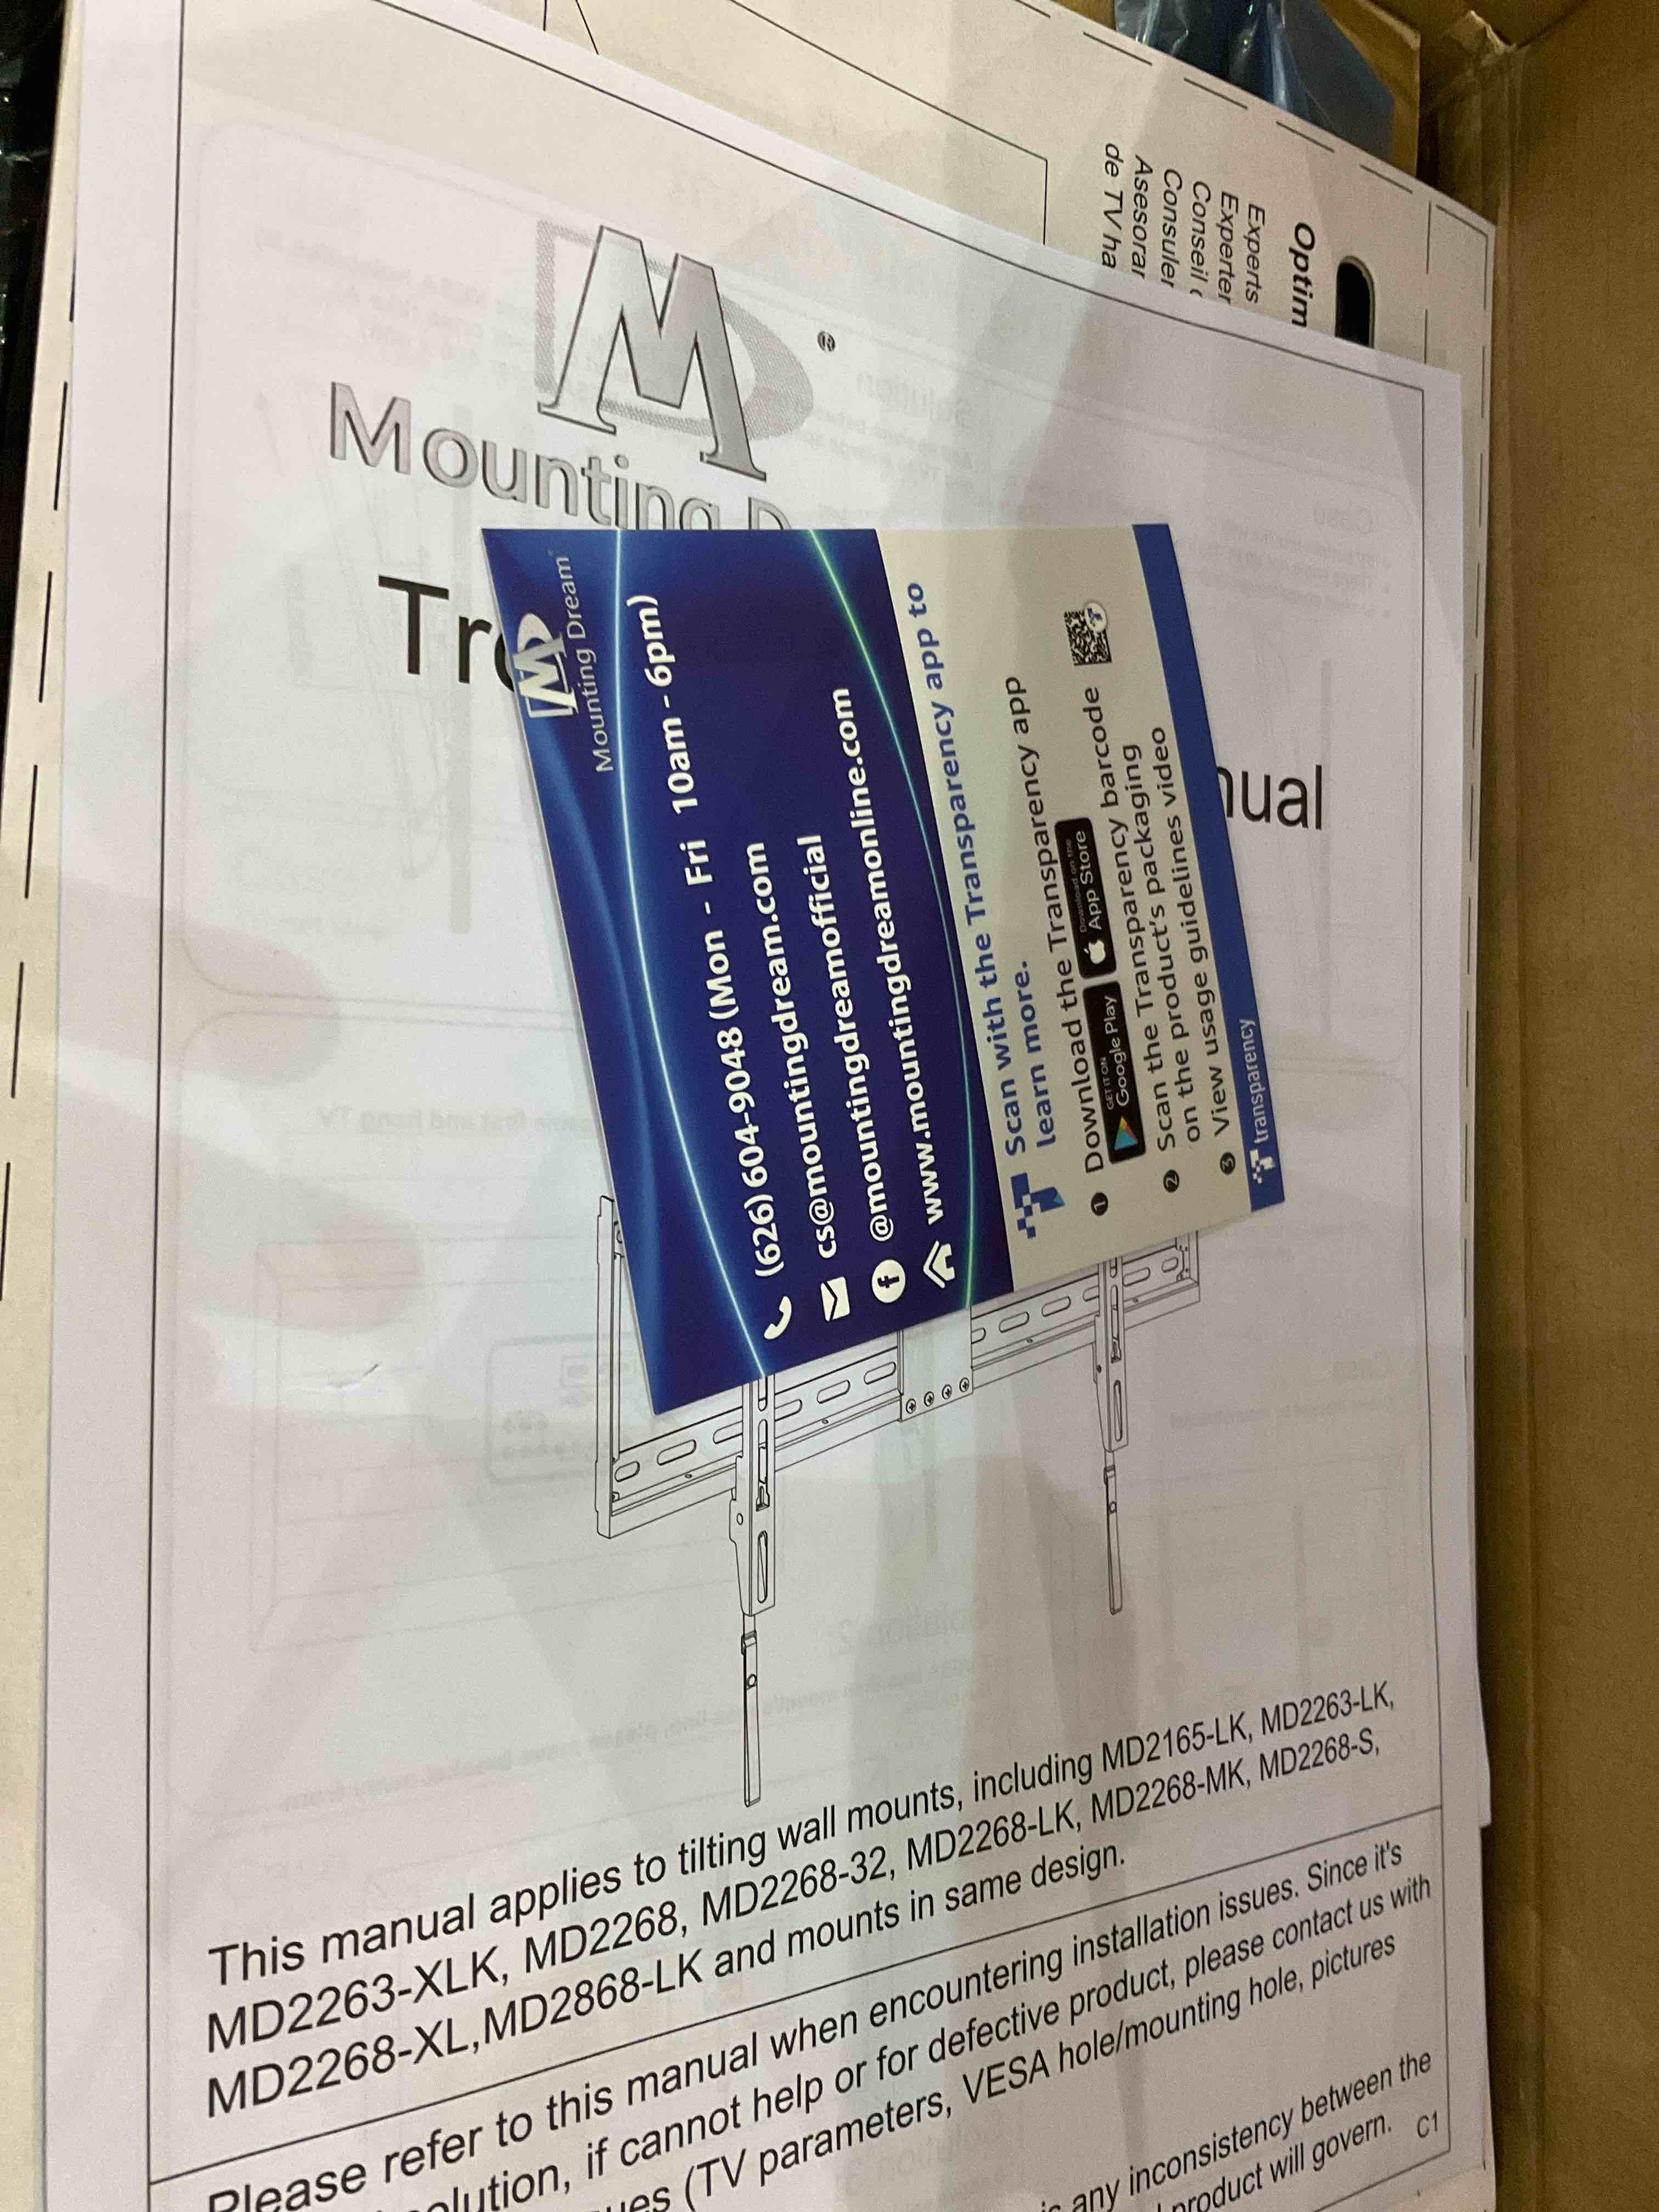 Optim
Experts
Experter
Conseil
Consuler
Asesorar
de TV ha
M
®
Mounting D
Tro
nual
M
Mounting Dream®
(626) 604-9048 (Mon - Fri 10am - 6pm)
cs@mountingdream.com
@mountingdreamofficial
www.mountingdreamonline.com
Scan with the Transparency app to
learn more.
1 Download the Transparency app
GET IT ON
Google Play
Download on the
App Store
2 Scan the Transparency barcode
on the product's packaging
3 View usage guidelines video
transparency
This manual applies to tilting wall mounts, including MD2165-LK, MD2263-LK,
MD2263-XLK, MD2268, MD2268-32, MD2268-LK, MD2268-MK, MD2268-S,
MD2268-XL,MD2868-LK and mounts in same design.
Please refer to this manual when encountering installation issues. Since it's
olution, if cannot help or for defective product, please contact us with
ues (TV parameters, VESA hole/mounting hole, pictures
is any inconsistency between the
product will govern.
C1